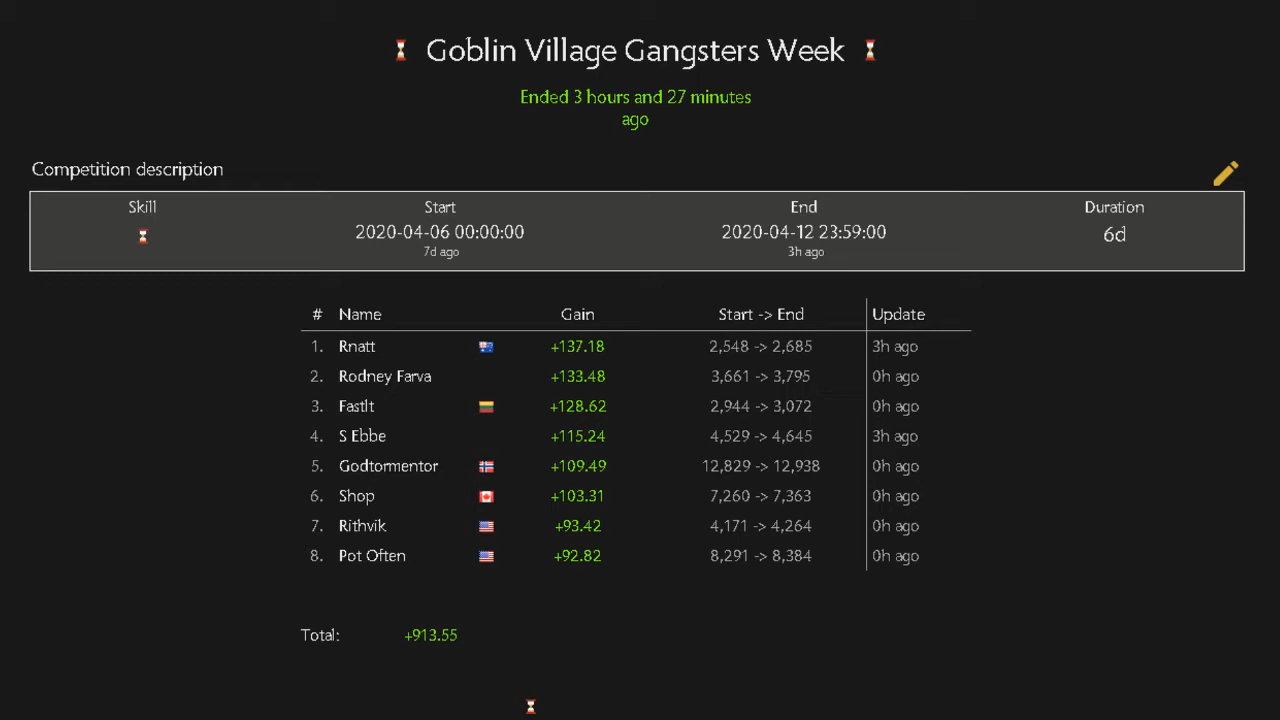 Goblin Village Gangsters Week
Ended 3 hours and 27 minutes
ago
Competition description
Skill Start End Duration
2020-04-06 00:00:00 2020-04-12 23:59:00 6d
7d ago 3h ago
# Name Gain Start -> End Update
1. Rnatt +137.18 2,548 -> 2,685 3h ago
2. Rodney Farva +133.48 3,661 -> 3,795 0h ago
3. Fastlt +128.62 2,944 -> 3,072 0h ago
4. S Ebbe +115.24 4,529 -> 4,645 3h ago
5. Godtormentor +109.49 12,829 -> 12,938 0h ago
6. Shop +103.31 7,260 -> 7,363 0h ago
7. Rithvik +93.42 4,171 -> 4,264 0h ago
8. Pot Often +92.82 8,291 -> 8,384 0h ago
Total: +913.55